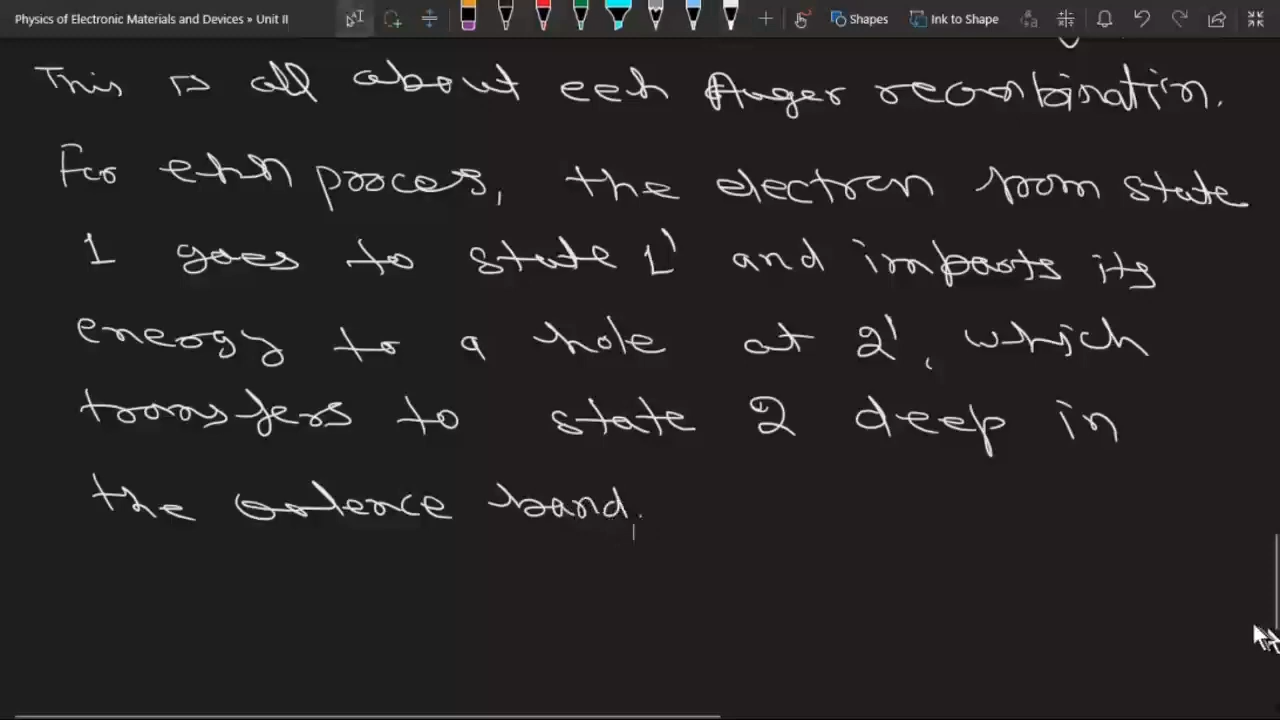 Physics of Electronic Materials and Devices » Unit II
Shapes
Ink to Shape
This is all about eeh Auger recombination.
For ehh process, the electron from state
1 goes to state 1' and imparts its
energy to a hole at 2', which
transfers to state 2 deep in
the valence band.